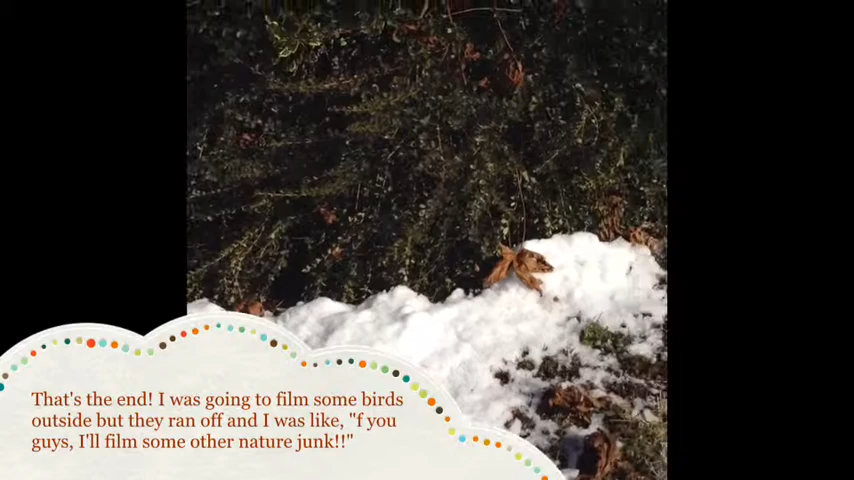 That's the end! I was going to film some birds
outside but they ran off and I was like, "f you
guys, I'll film some other nature junk!!"